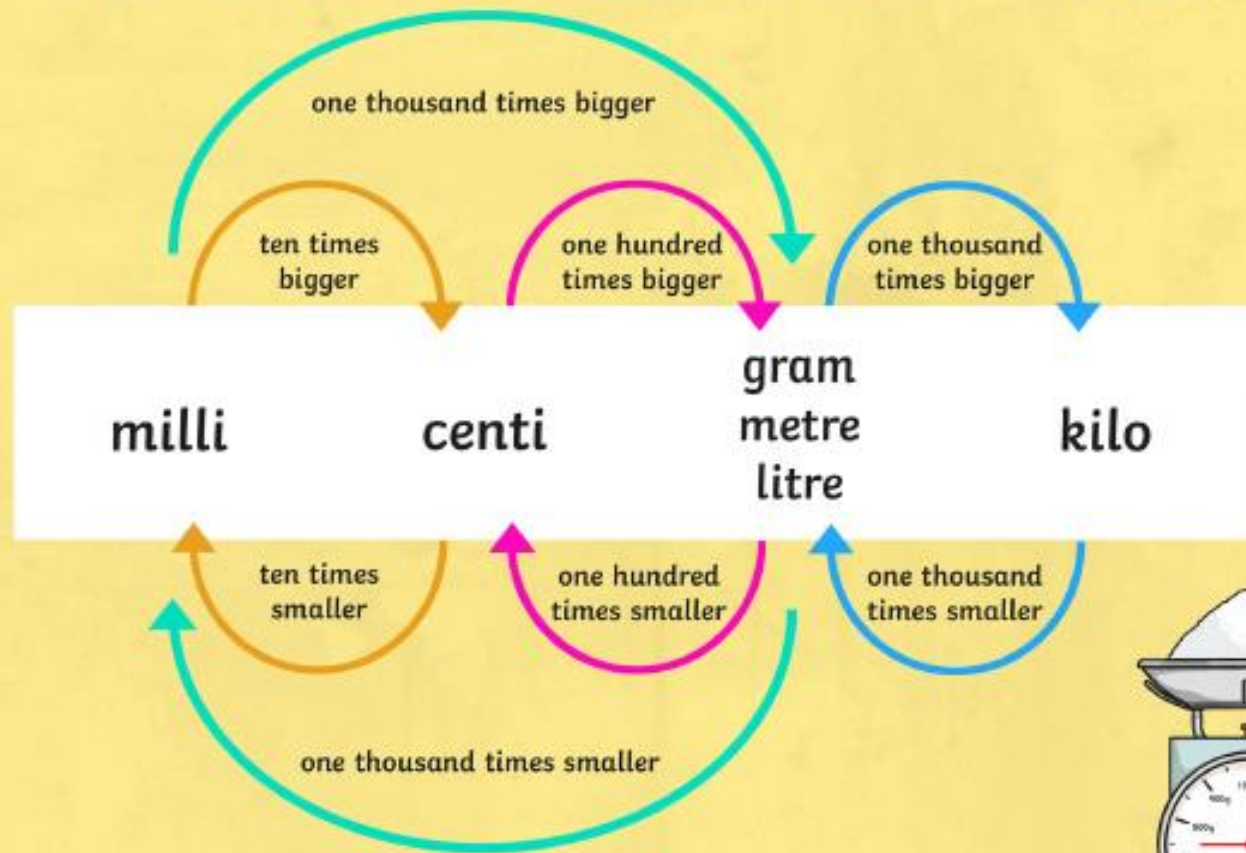 one thousand times bigger
ten times
bigger
one hundred
times bigger
one thousand
times bigger
milli
centi
gram
metre
litre
kilo
ten times
smaller
one hundred
times smaller
one thousand
times smaller
one thousand times smaller